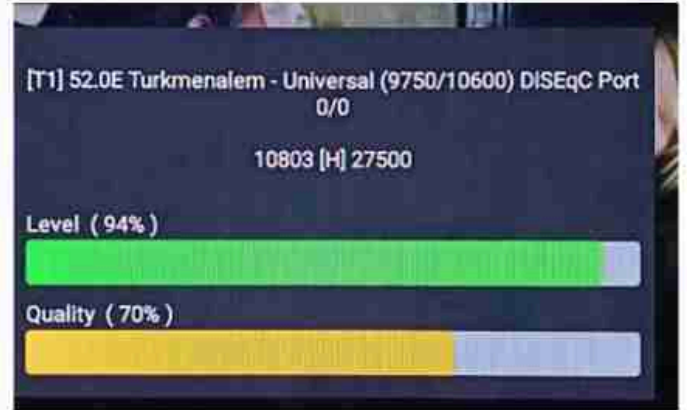 [T1] 52.0E Turkmenalem - Universal (9750/10600) DiSEqC Port
0/0
10803 [H] 27500
Level ( 94% )
Quality ( 70% )